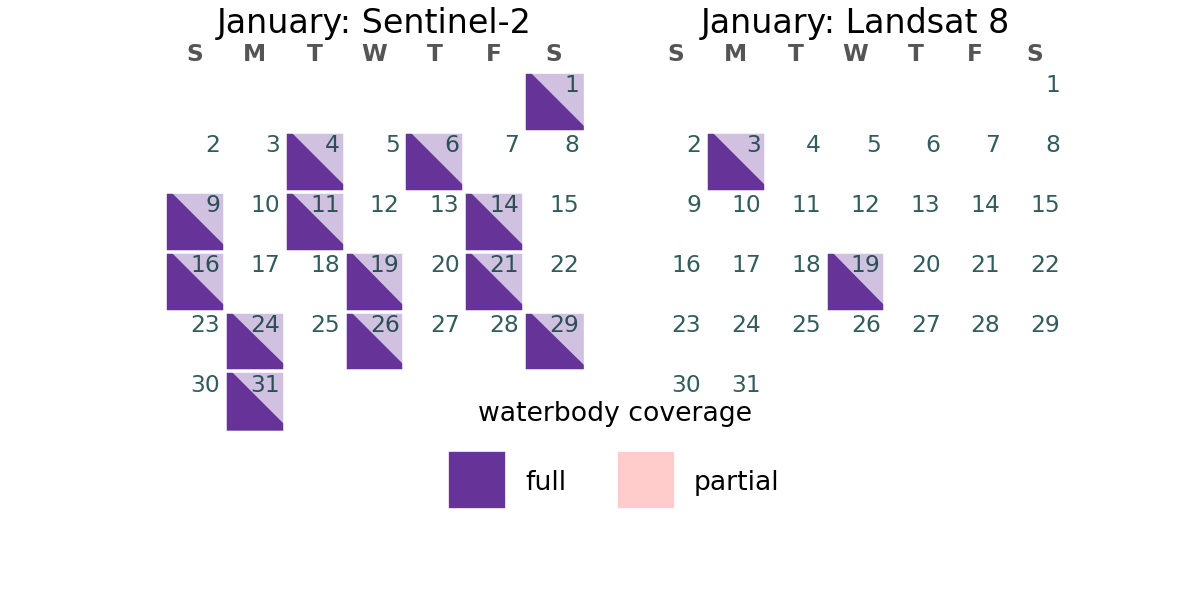 January: Sentinel-2
S M T W T F S
1
2 3 4 5 6 7 8
9 10 11 12 13 14 15
16 17 18 19 20 21 22
23 24 25 26 27 28 29
30 31
January: Landsat 8
S M T W T F S
1
2 3 4 5 6 7 8
9 10 11 12 13 14 15
16 17 18 19 20 21 22
23 24 25 26 27 28 29
30 31
waterbody coverage
full partial